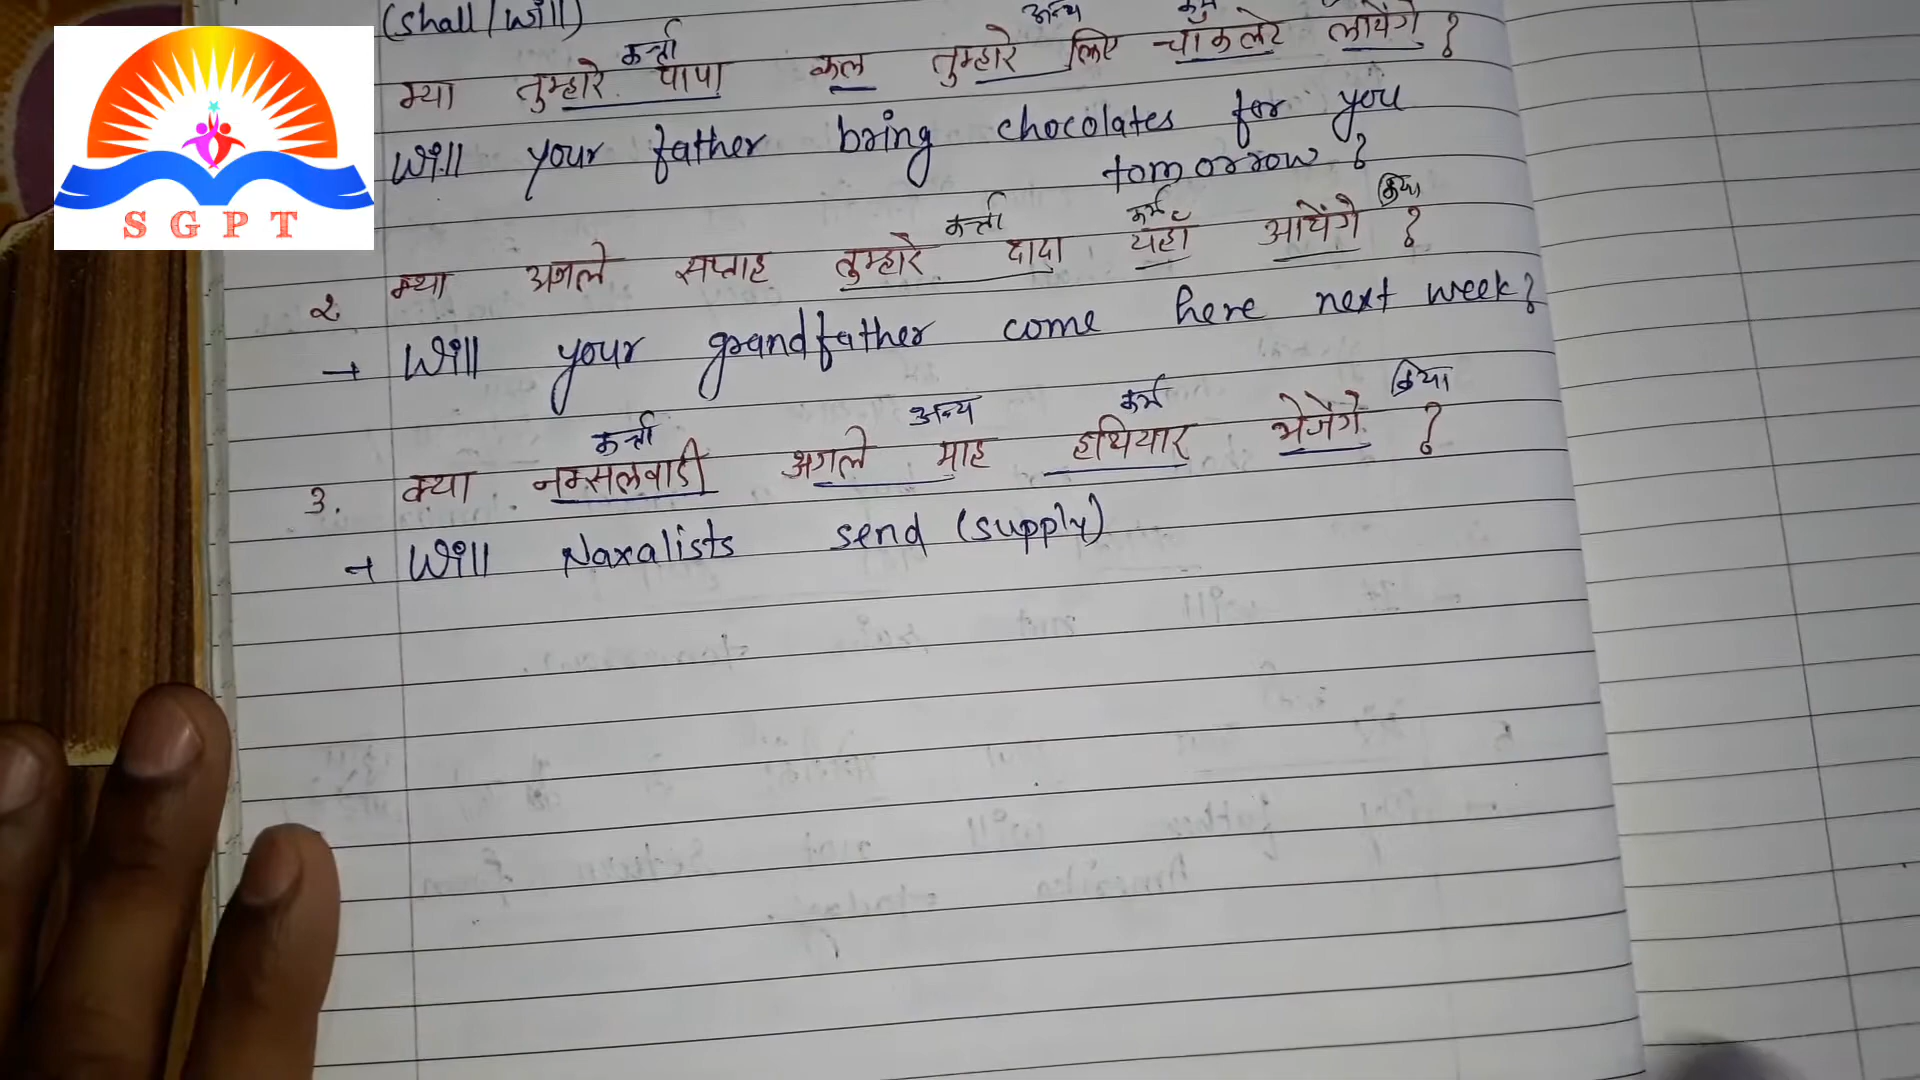 SGPT
(shall/will)
कर्त्ता अन्य कर्म
क्या तुम्हारे पापा कल तुम्हारे लिए चॉकलेट लायेंगे ?
Will your father bring chocolates for you
tomorrow ?
कर्त्ता कर्म क्रिया
2. क्या अगले सप्ताह तुम्हारे दादा यहाँ आयेंगे ?
→ Will your grandfather come here next week?
कर्त्ता अन्य कर्म क्रिया
3. क्या नक्सलवाडी अगले माह हथियार भेजेंगे ?
→ Will Naxalists send (supply)